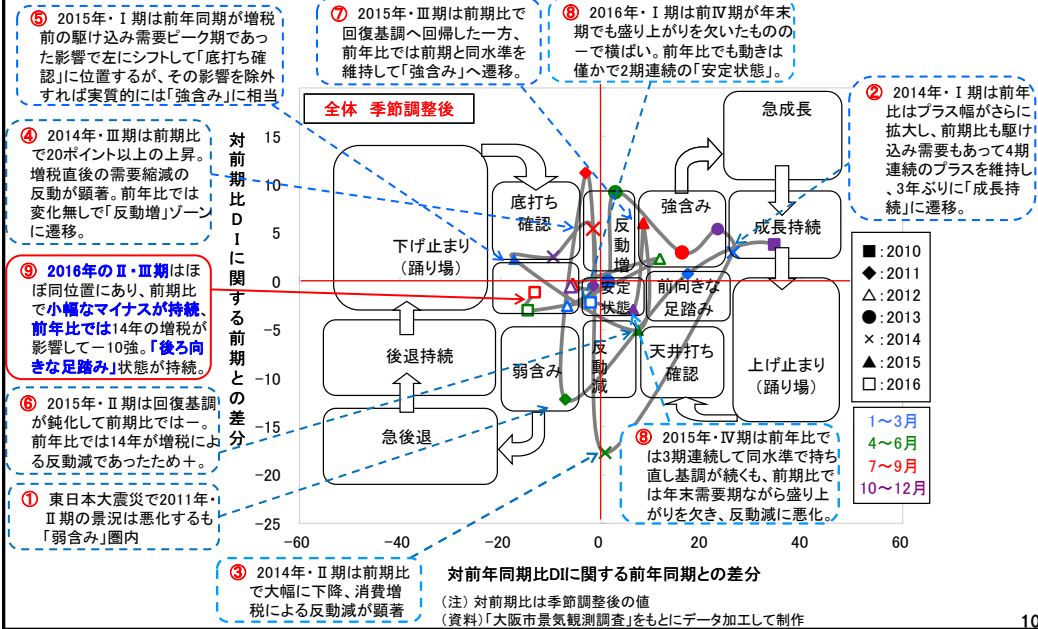 ⑤ 2015年・Ⅰ期は前年同期が増税
前の駆け込み需要ピーク期であっ
た影響で左にシフトして「底打ち確
認」に位置するが、その影響を除外
すれば実質的には「強含み」に相当
⑦ 2015年・Ⅲ期は前期比で
回復基調へ回帰した一方、
前年比では前期と同水準を
維持して「強含み」へ遷移。
⑧ 2016年・Ⅰ期は前Ⅳ期が年末
期でも盛り上がりを欠いたものの
－で横ばい。前年比でも動きは
僅かで2期連続の「安定状態」。
② 2014年・Ⅰ期は前年
比はプラス幅がさらに
拡大し、前期比も駆け
込み需要もあって4期
連続のプラスを維持し
、3年ぶりに「成長持
続」に遷移。
④ 2014年・Ⅲ期は前期比
で20ポイント以上の上昇。
増税直後の需要縮減の
反動が顕著。前年比では
変化無しで「反動増」ゾーン
に遷移。
⑨ 2016年のⅡ・Ⅲ期はほ
ぼ同位置にあり、前期比
で小幅なマイナスが持続、
前年比では14年の増税が
影響して－10強。「後ろ向
きな足踏み」状態が持続。
⑥ 2015年・Ⅱ期は回復基調
が鈍化して前期比では－。
前年比では14年が増税によ
る反動減であったため＋。
① 東日本大震災で2011年・
Ⅱ期の景況は悪化するも
「弱含み」圏内
③ 2014年・Ⅱ期は前期比
で大幅に下降、消費増
税による反動減が顕著
⑧ 2015年・Ⅳ期は前年比で
は3期連続して同水準で持ち
直し基調が続くも、前期比で
は年末需要期ながら盛り上
がりを欠き、反動減に悪化。
全体 季節調整後
対前期比DIに関する前期との差分
15
10
5
0
-5
-10
-15
-20
-25
-60
-40
-20
0
20
40
60
急成長
底打ち
確認
反動増
強含み
成長持続
下げ止まり
(踊り場)
安定
状態
前向きな
足踏み
後退持続
弱含み
反動減
天井打ち
確認
上げ止まり
(踊り場)
急後退
■:2010
◆:2011
△:2012
●:2013
×:2014
▲:2015
□:2016
1～3月
4～6月
7～9月
10～12月
対前年同期比DIに関する前年同期との差分
(注) 対前期比は季節調整後の値
(資料)「大阪市景気観測調査」をもとにデータ加工して制作
10